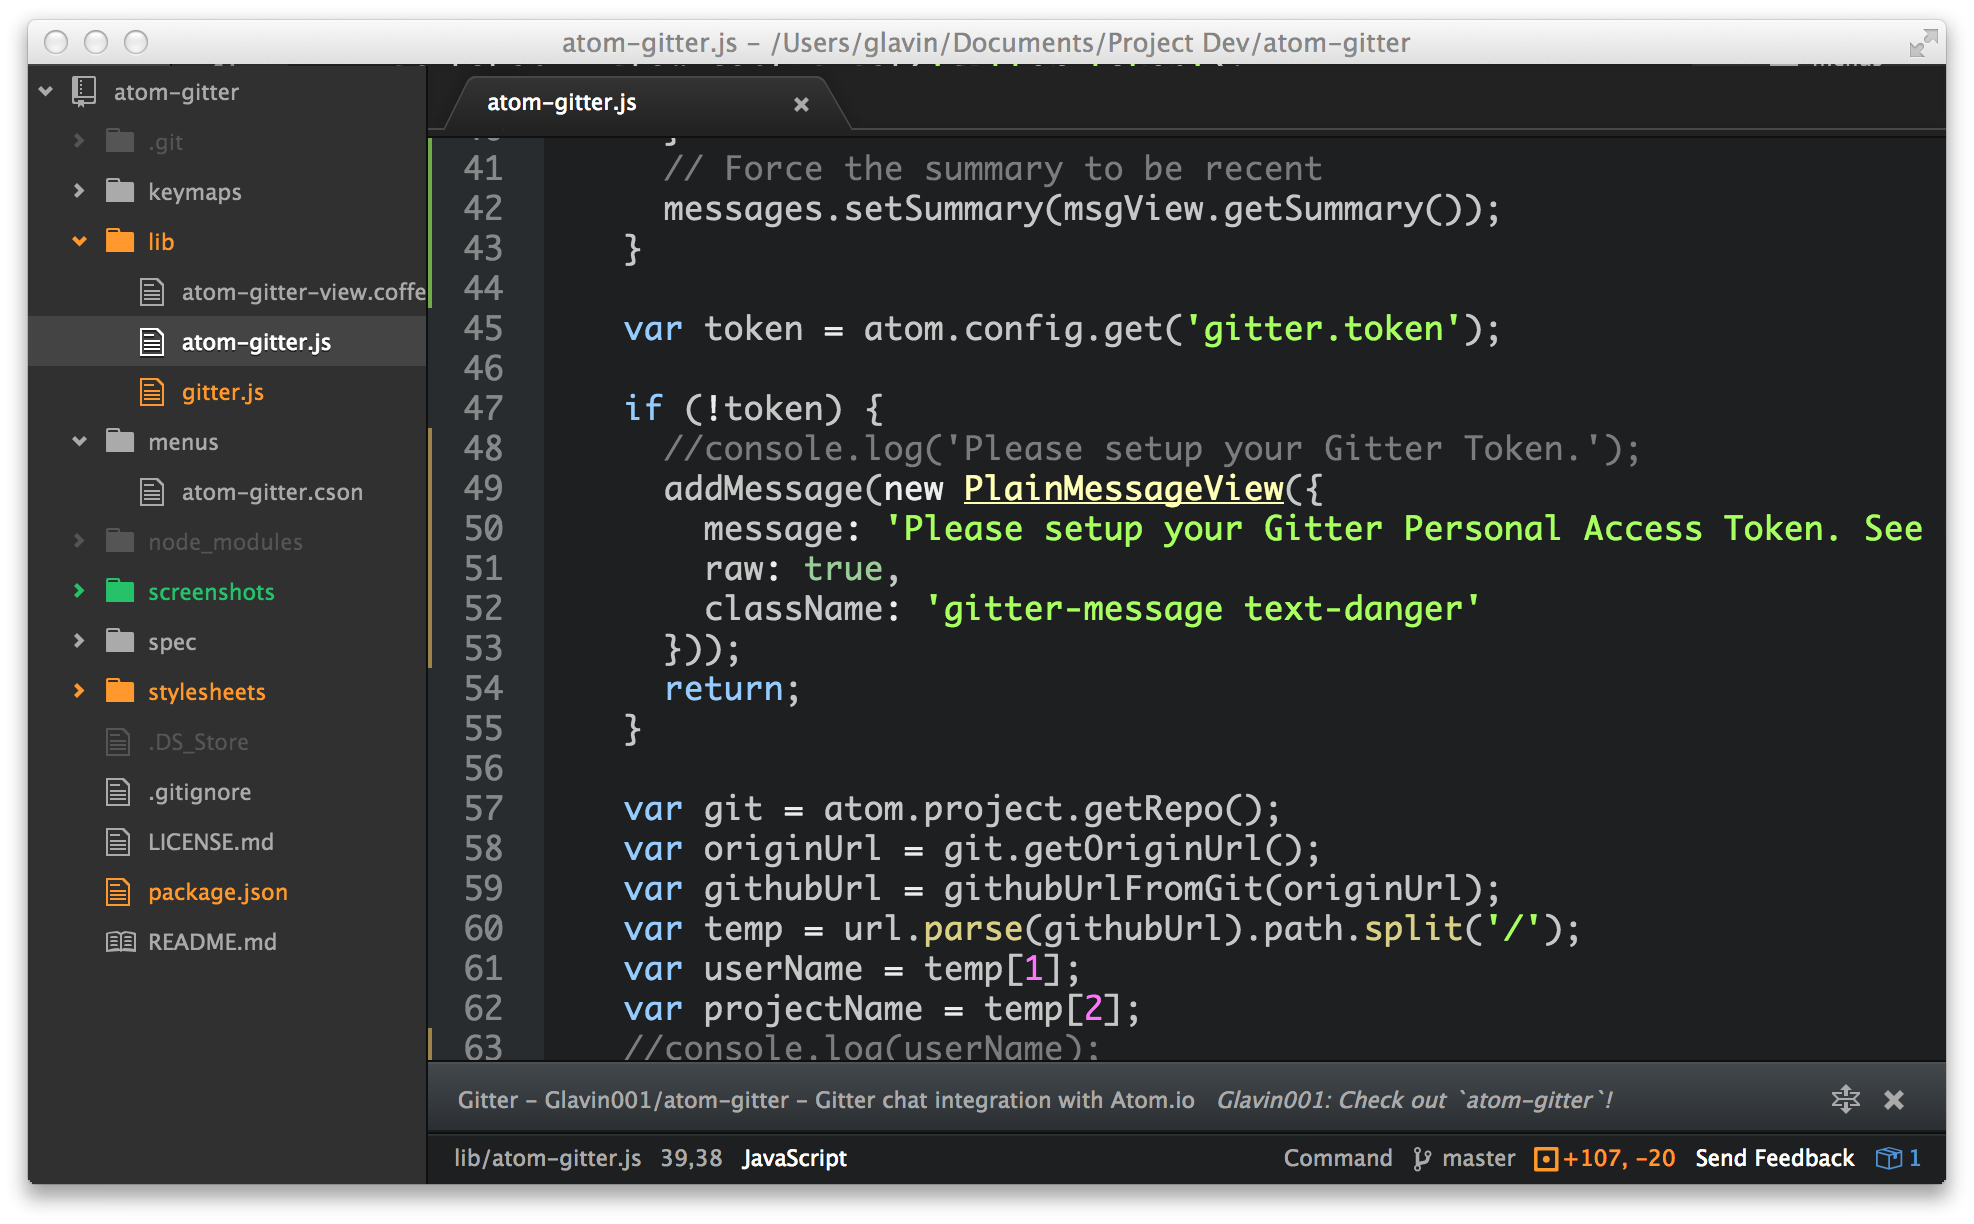 atom-gitter.js – /Users/glavin/Documents/Project Dev/atom-gitter
atom-gitter
.git
keymaps
lib
atom-gitter-view.coffe
atom-gitter.js
gitter.js
menus
atom-gitter.cson
node_modules
screenshots
spec
stylesheets
.DS_Store
.gitignore
LICENSE.md
package.json
README.md
atom-gitter.js
40 }
41 // Force the summary to be recent
42 messages.setSummary(msgView.getSummary());
43 }
44
45 var token = atom.config.get('gitter.token');
46
47 if (!token) {
48 //console.log('Please setup your Gitter Token.');
49 addMessage(new PlainMessageView({
50 message: 'Please setup your Gitter Personal Access Token. See
51 raw: true,
52 className: 'gitter-message text-danger'
53 }));
54 return;
55 }
56
57 var git = atom.project.getRepo();
58 var originUrl = git.getOriginUrl();
59 var githubUrl = githubUrlFromGit(originUrl);
60 var temp = url.parse(githubUrl).path.split('/');
61 var userName = temp[1];
62 var projectName = temp[2];
63 //console.log(userName);
Gitter – Glavin001/atom-gitter – Gitter chat integration with Atom.io Glavin001: Check out `atom-gitter`!
lib/atom-gitter.js 39,38 JavaScript Command master +107, -20 Send Feedback 1